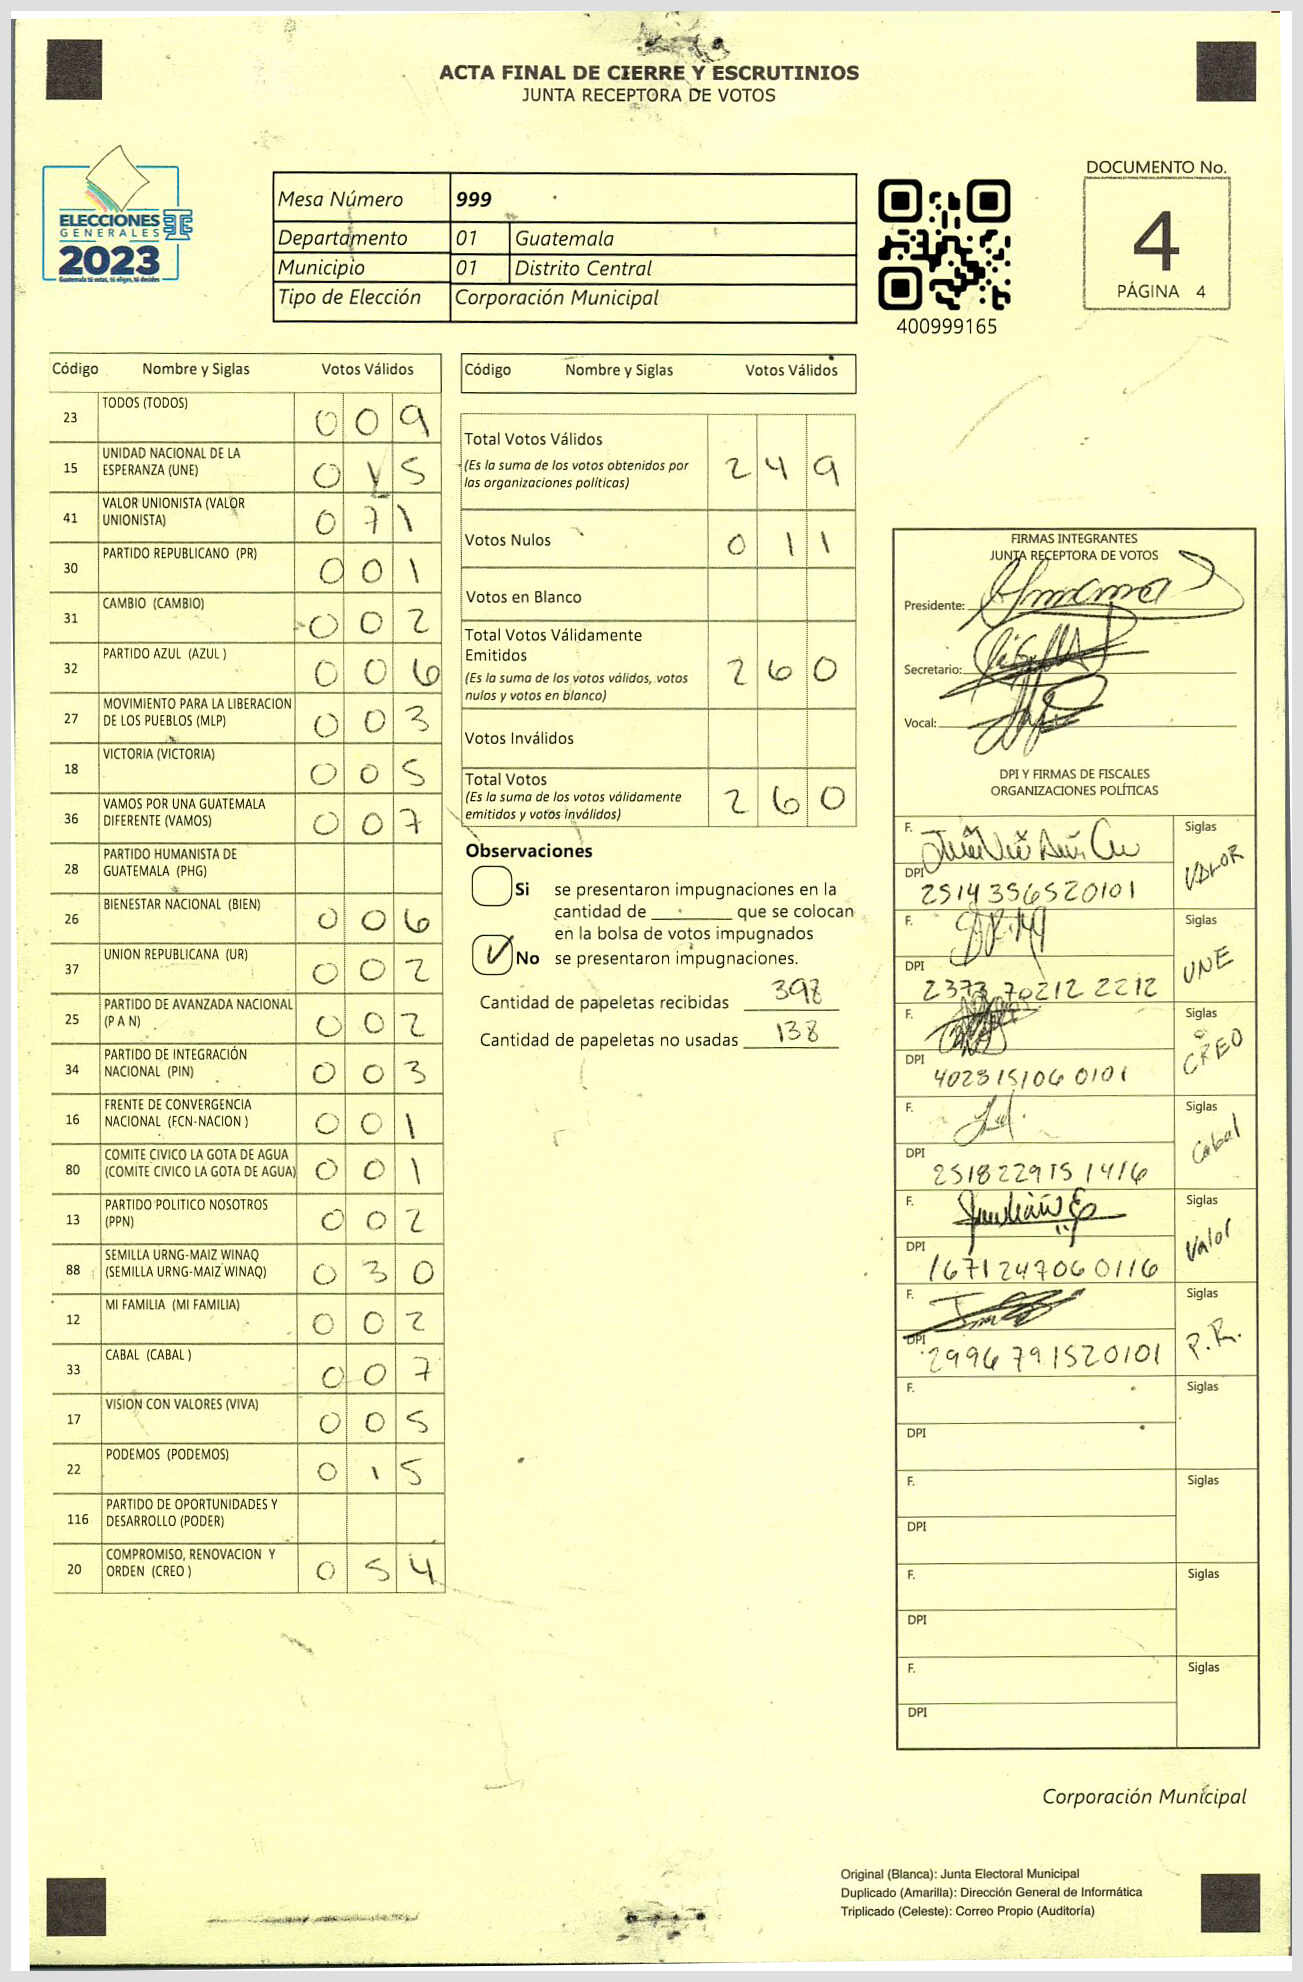 ACTA FINAL DE CIERRE Y ESCRUTINIOS
JUNTA RECEPTORA DE VOTOS
ELECCIONES
GENERALES
2023
Guatemala tú votas, tú eliges, tú decides
Mesa Número 999
Departamento 01 Guatemala
Municipio 01 Distrito Central
Tipo de Elección Corporación Municipal
400999165
DOCUMENTO No.
4
PÁGINA 4
Código Nombre y Siglas Votos Válidos
23 TODOS (TODOS) 0 0 9
15 UNIDAD NACIONAL DE LA
ESPERANZA (UNE) 0 1 5
41 VALOR UNIONISTA (VALOR
UNIONISTA) 0 7 1
30 PARTIDO REPUBLICANO (PR) 0 0 1
31 CAMBIO (CAMBIO) 0 0 2
32 PARTIDO AZUL (AZUL ) 0 0 6
27 MOVIMIENTO PARA LA LIBERACION
DE LOS PUEBLOS (MLP) 0 0 3
18 VICTORIA (VICTORIA) 0 0 5
36 VAMOS POR UNA GUATEMALA
DIFERENTE (VAMOS) 0 0 7
28 PARTIDO HUMANISTA DE
GUATEMALA (PHG)
26 BIENESTAR NACIONAL (BIEN) 0 0 6
37 UNION REPUBLICANA (UR) 0 0 2
25 PARTIDO DE AVANZADA NACIONAL
(P A N) 0 0 2
34 PARTIDO DE INTEGRACIÓN
NACIONAL (PIN) 0 0 3
16 FRENTE DE CONVERGENCIA
NACIONAL (FCN-NACION ) 0 0 1
80 COMITE CIVICO LA GOTA DE AGUA
(COMITE CIVICO LA GOTA DE AGUA) 0 0 1
13 PARTIDO POLITICO NOSOTROS
(PPN) 0 0 2
88 SEMILLA URNG-MAIZ WINAQ
(SEMILLA URNG-MAIZ WINAQ) 0 3 0
12 MI FAMILIA (MI FAMILIA) 0 0 2
33 CABAL (CABAL ) 0 0 7
17 VISION CON VALORES (VIVA) 0 0 5
22 PODEMOS (PODEMOS) 0 1 5
116 PARTIDO DE OPORTUNIDADES Y
DESARROLLO (PODER)
20 COMPROMISO, RENOVACION Y
ORDEN (CREO ) 0 5 4
Código Nombre y Siglas Votos Válidos
Total Votos Válidos
(Es la suma de los votos obtenidos por
las organizaciones políticas) 2 4 9
Votos Nulos 0 1 1
Votos en Blanco
Total Votos Válidamente
Emitidos
(Es la suma de los votos válidos, votos
nulos y votos en blanco) 2 6 0
Votos Inválidos
Total Votos
(Es la suma de los votos válidamente
emitidos y votos inválidos) 2 6 0
Observaciones
Si se presentaron impugnaciones en la
cantidad de ________ que se colocan
en la bolsa de votos impugnados
No se presentaron impugnaciones.
Cantidad de papeletas recibidas 398
Cantidad de papeletas no usadas 138
FIRMAS INTEGRANTES
JUNTA RECEPTORA DE VOTOS
Presidente:
Secretario:
Vocal:
DPI Y FIRMAS DE FISCALES
ORGANIZACIONES POLÍTICAS
F. Siglas
VALOR
DPI 2514356520101
F. Siglas
UNE
DPI 2373 70212 2212
F. Siglas
CREO
DPI 402315106 0101
F. Siglas
Cabal
DPI 2518229151416
F. Siglas
Valor
DPI 1671247060116
F. Siglas
P.R.
DPI 2996 791520101
F. Siglas
DPI
F. Siglas
DPI
F. Siglas
DPI
F. Siglas
DPI
Corporación Municipal
Original (Blanca): Junta Electoral Municipal
Duplicado (Amarilla): Dirección General de Informática
Triplicado (Celeste): Correo Propio (Auditoría)